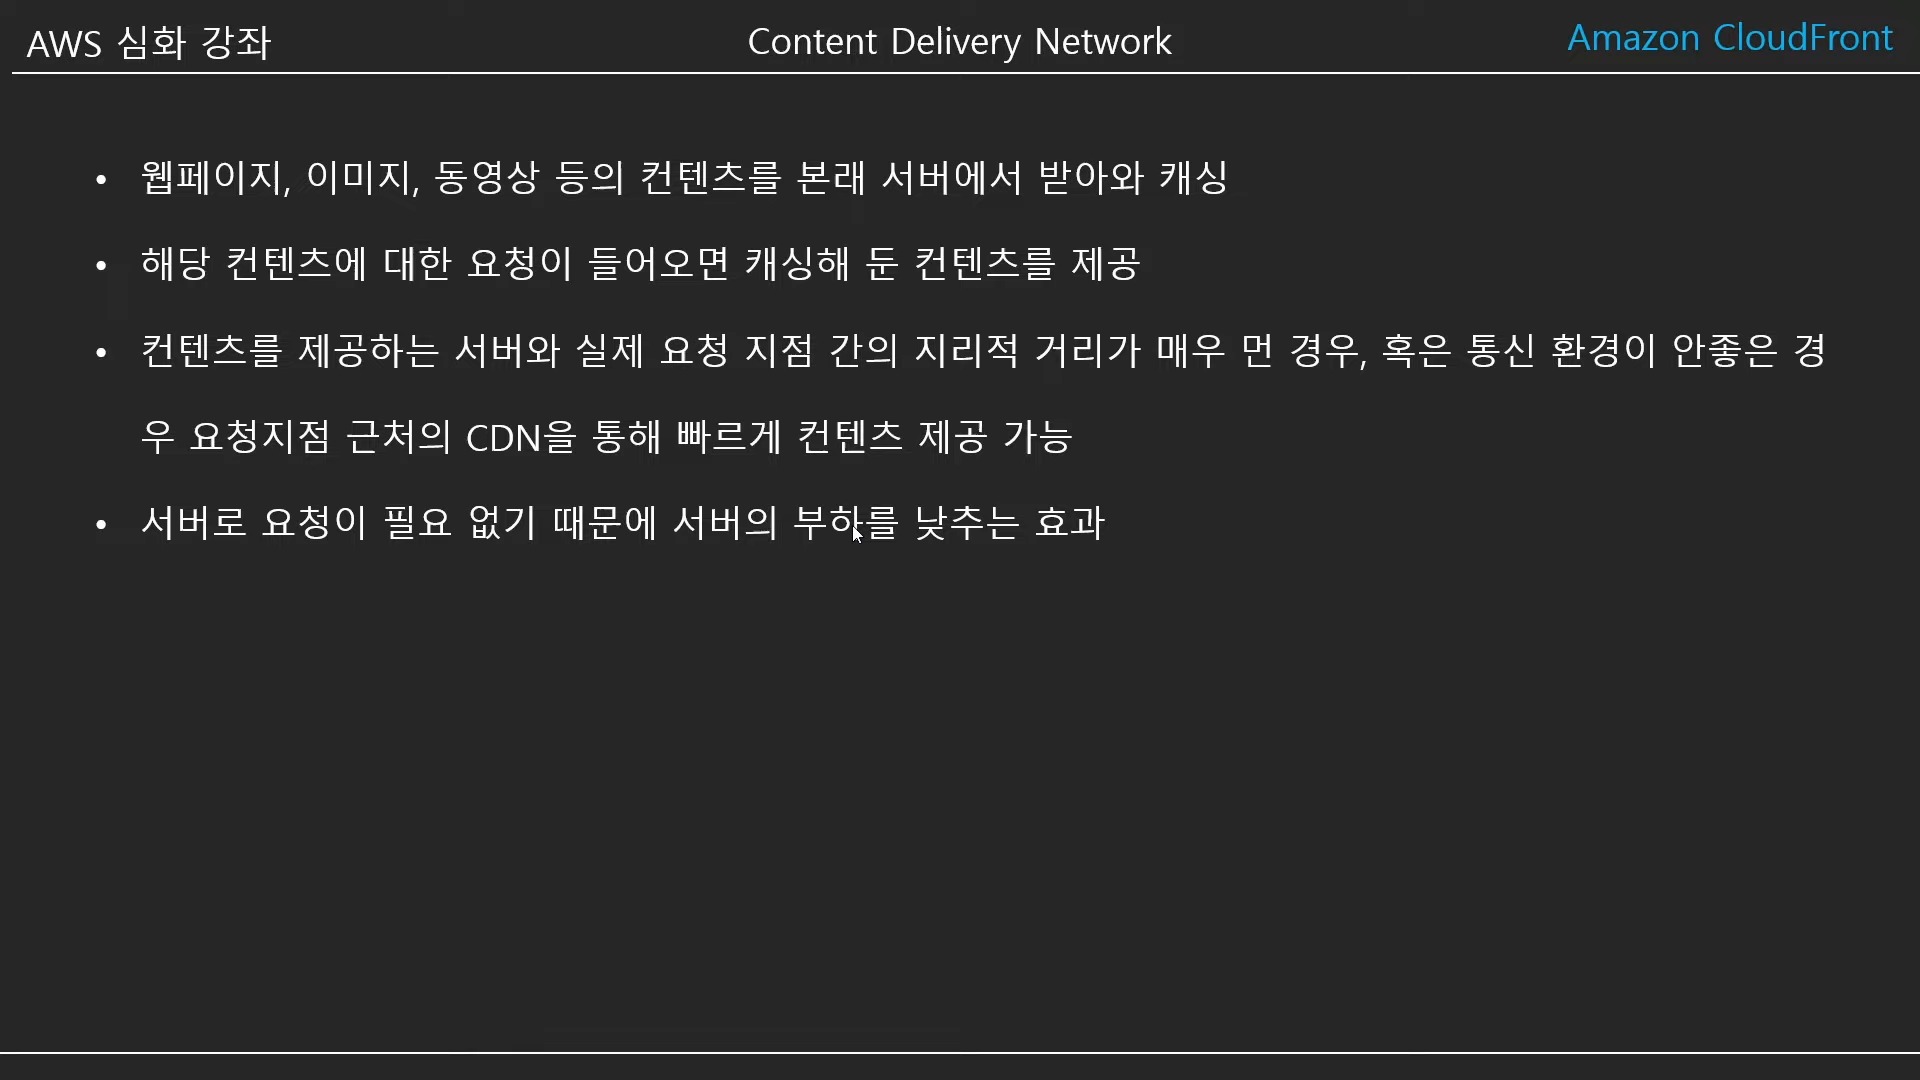 AWS 심화 강좌
Content Delivery Network
Amazon CloudFront
• 웹페이지, 이미지, 동영상 등의 컨텐츠를 본래 서버에서 받아와 캐싱
• 해당 컨텐츠에 대한 요청이 들어오면 캐싱해 둔 컨텐츠를 제공
• 컨텐츠를 제공하는 서버와 실제 요청 지점 간의 지리적 거리가 매우 먼 경우, 혹은 통신 환경이 안좋은 경
우 요청지점 근처의 CDN을 통해 빠르게 컨텐츠 제공 가능
• 서버로 요청이 필요 없기 때문에 서버의 부하를 낮추는 효과